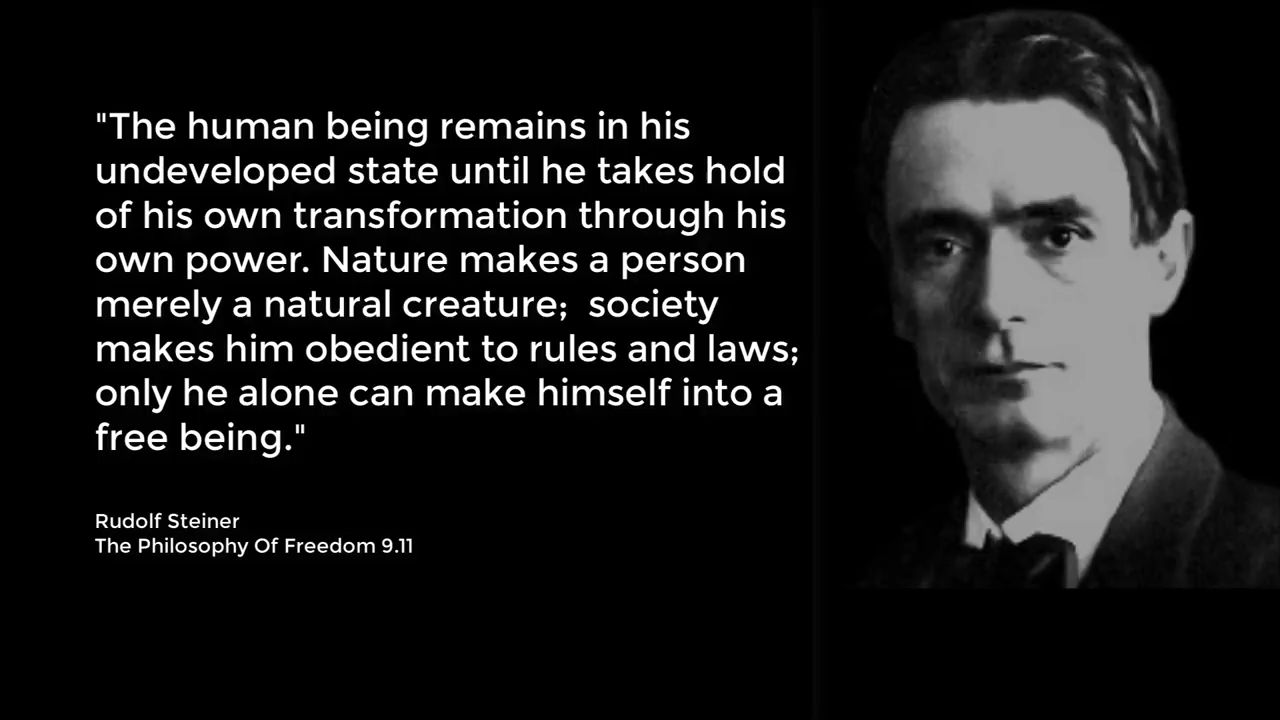 "The human being remains in his
undeveloped state until he takes hold
of his own transformation through his
own power. Nature makes a person
merely a natural creature;  society
makes him obedient to rules and laws;
only he alone can make himself into a
free being."
Rudolf Steiner
The Philosophy Of Freedom 9.11